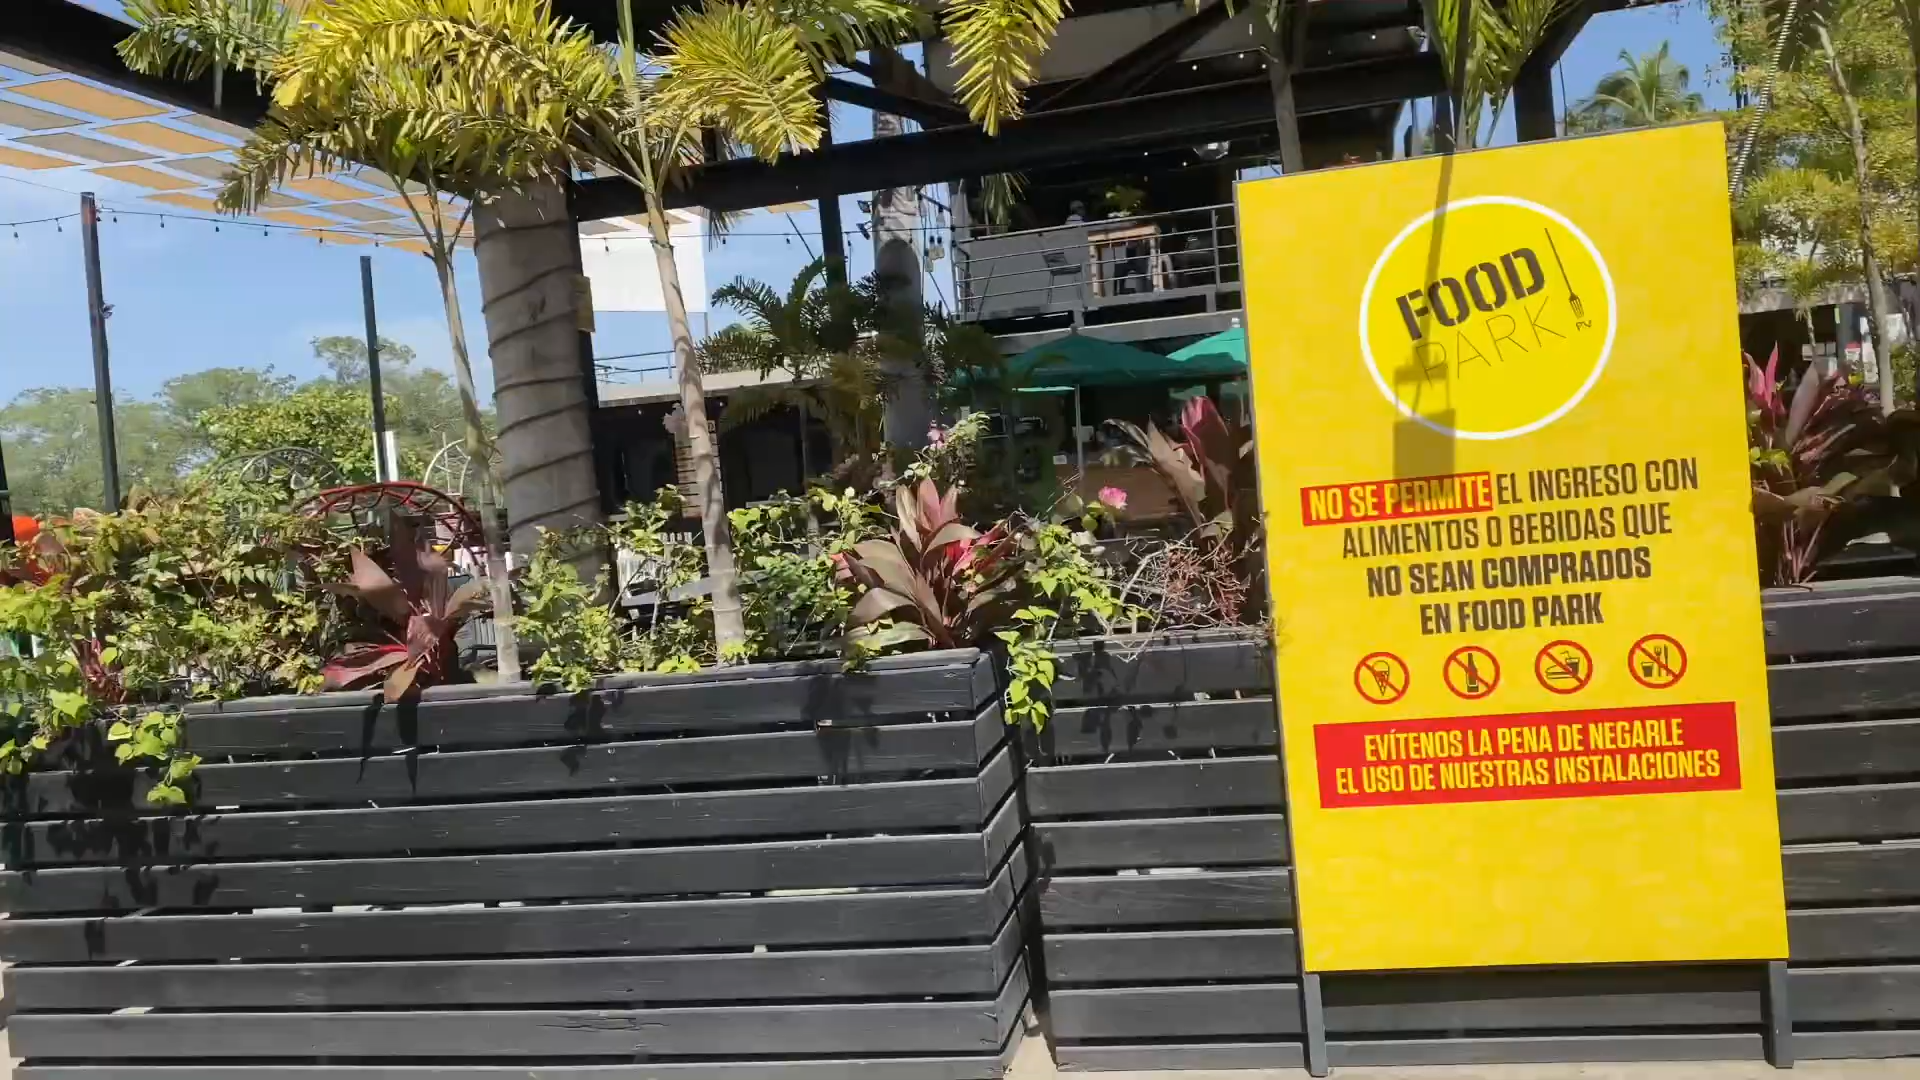 FOOD
PARK
PV
NO SE PERMITE EL INGRESO CON
ALIMENTOS O BEBIDAS QUE
NO SEAN COMPRADOS
EN FOOD PARK
EVÍTENOS LA PENA DE NEGARLE
EL USO DE NUESTRAS INSTALACIONES